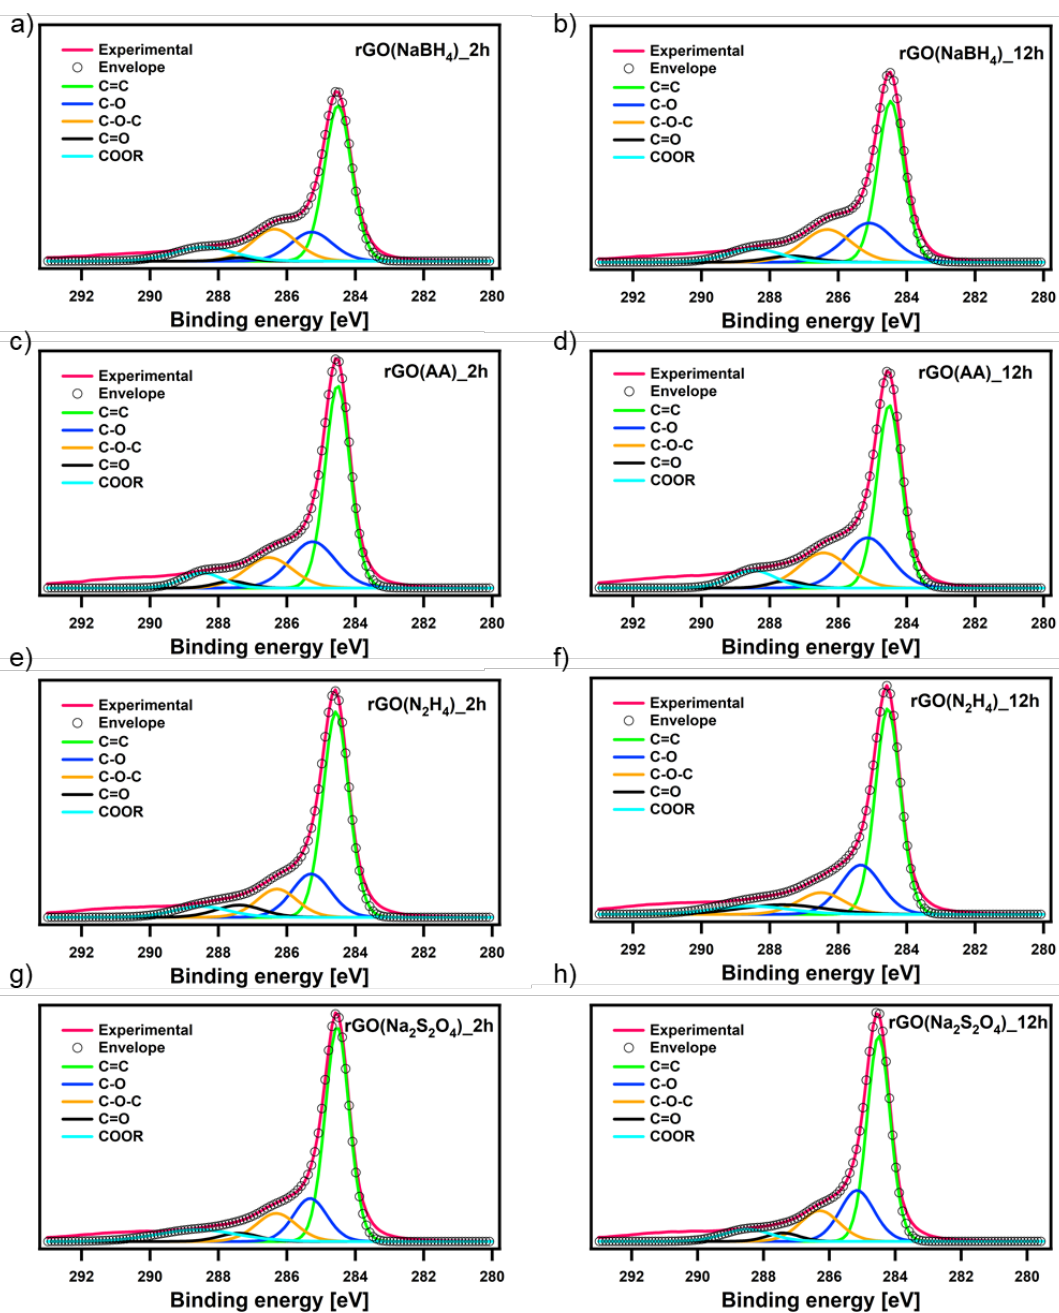 a)
rGO(NaBH₄)_2h
Experimental
Envelope
C=C
C-O
C-O-C
C=O
COOR
292 290 288 286 284 282 280
Binding energy [eV]
b)
rGO(NaBH₄)_12h
Experimental
Envelope
C=C
C-O
C-O-C
C=O
COOR
292 290 288 286 284 282 280
Binding energy [eV]
c)
rGO(AA)_2h
Experimental
Envelope
C=C
C-O
C-O-C
C=O
COOR
292 290 288 286 284 282 280
Binding energy [eV]
d)
rGO(AA)_12h
Experimental
Envelope
C=C
C-O
C-O-C
C=O
COOR
292 290 288 286 284 282 280
Binding energy [eV]
e)
rGO(N₂H₄)_2h
Experimental
Envelope
C=C
C-O
C-O-C
C=O
COOR
292 290 288 286 284 282 280
Binding energy [eV]
f)
rGO(N₂H₄)_12h
Experimental
Envelope
C=C
C-O
C-O-C
C=O
COOR
292 290 288 286 284 282 280
Binding energy [eV]
g)
rGO(Na₂S₂O₄)_2h
Experimental
Envelope
C=C
C-O
C-O-C
C=O
COOR
292 290 288 286 284 282 280
Binding energy [eV]
h)
rGO(Na₂S₂O₄)_12h
Experimental
Envelope
C=C
C-O
C-O-C
C=O
COOR
292 290 288 286 284 282 280
Binding energy [eV]